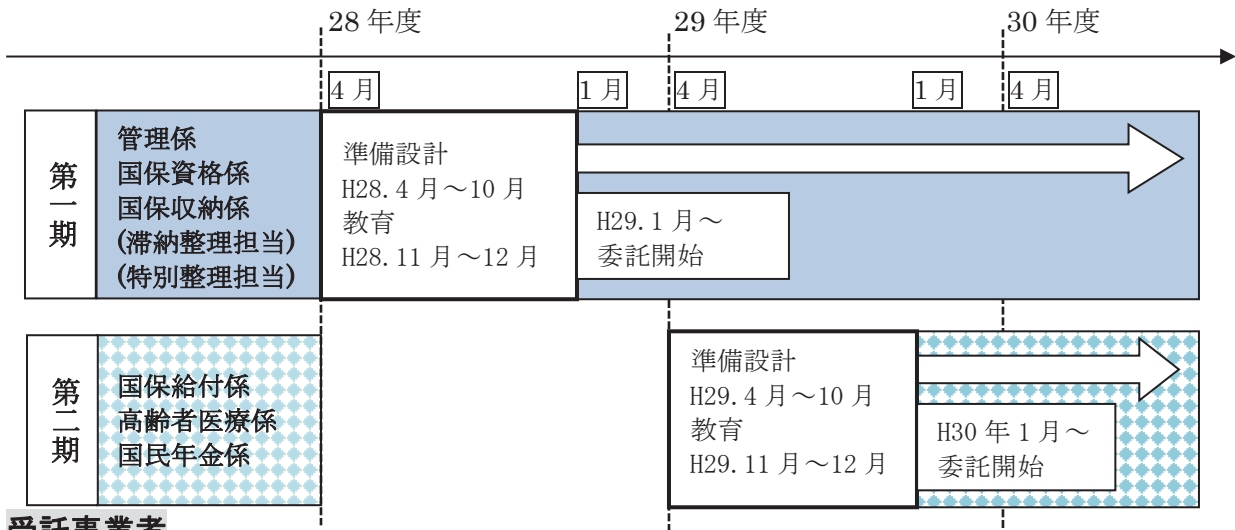 28 年度
29 年度
30 年度
4 月
1 月
4 月
1 月
4 月
第一期
管理係
国保資格係
国保収納係
(滞納整理担当)
(特別整理担当)
準備設計
H28.4 月～10 月
教育
H28.11 月～12 月
H29.1 月～
委託開始
第二期
国保給付係
高齢者医療係
国民年金係
準備設計
H29.4 月～10 月
教育
H29.11 月～12 月
H30 年 1 月～
委託開始
受託事業者